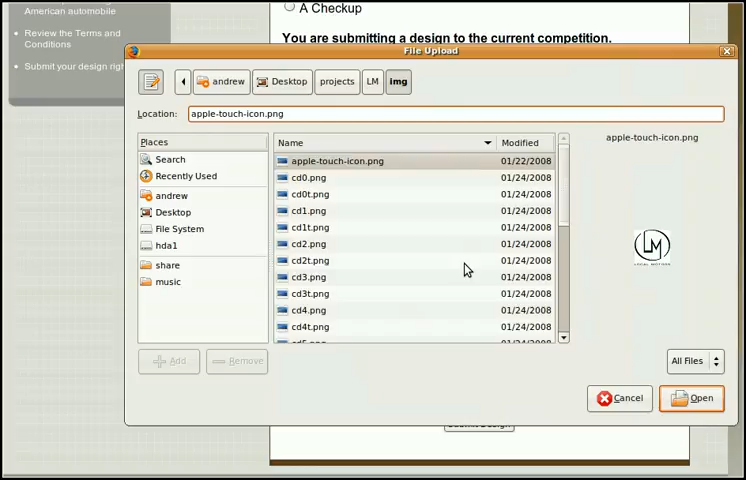 American automobile
Review the Terms and
Conditions
Submit your design righ
A Checkup
You are submitting a design to the current competition.
File Upload
andrew
Desktop
projects
LM
img
Location:
apple-touch-icon.png
Places
Search
Recently Used
andrew
Desktop
File System
hda1
share
music
Name
Modified
apple-touch-icon.png
01/22/2008
cd0.png
01/24/2008
cd0t.png
01/24/2008
cd1.png
01/24/2008
cd1t.png
01/24/2008
cd2.png
01/24/2008
cd2t.png
01/24/2008
cd3.png
01/24/2008
cd3t.png
01/24/2008
cd4.png
01/24/2008
cd4t.png
01/24/2008
apple-touch-icon.png
LM
LOCAL MOTORS
Add
Remove
All Files
Cancel
Open